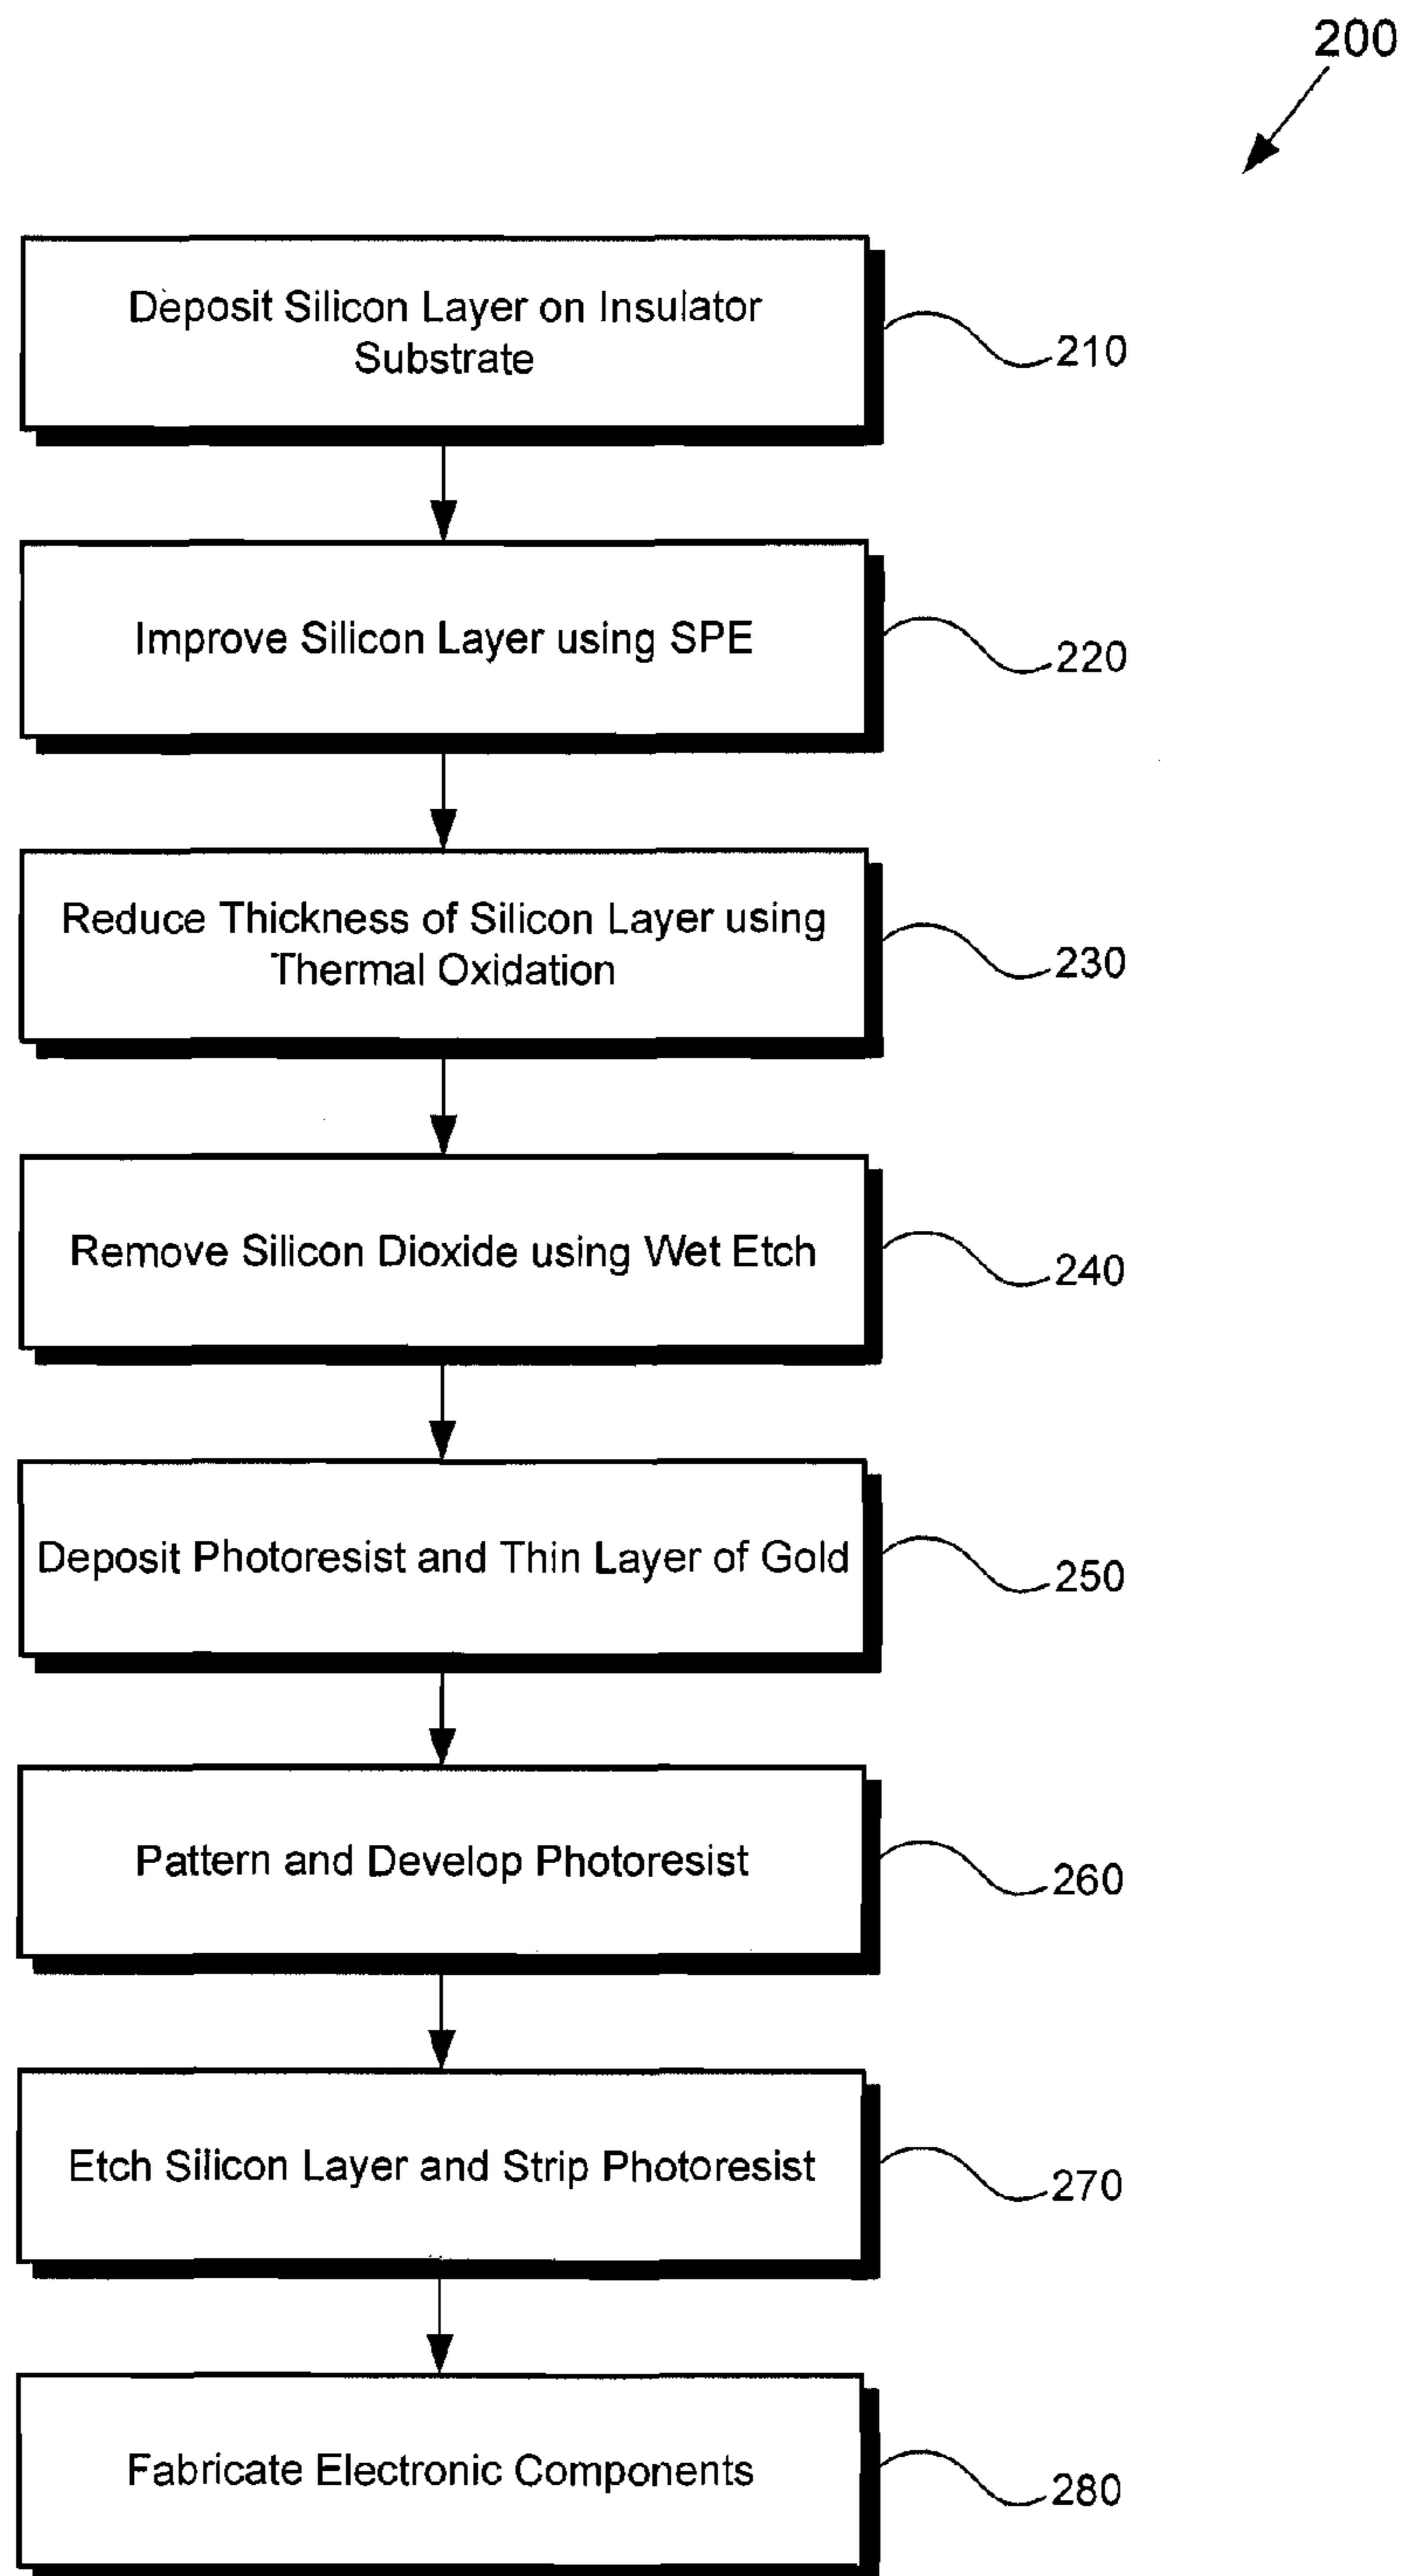 200
Deposit Silicon Layer on Insulator
Substrate
210
Improve Silicon Layer using SPE
220
Reduce Thickness of Silicon Layer using
Thermal Oxidation
230
Remove Silicon Dioxide using Wet Etch
240
Deposit Photoresist and Thin Layer of Gold
250
Pattern and Develop Photoresist
260
Etch Silicon Layer and Strip Photoresist
270
Fabricate Electronic Components
280